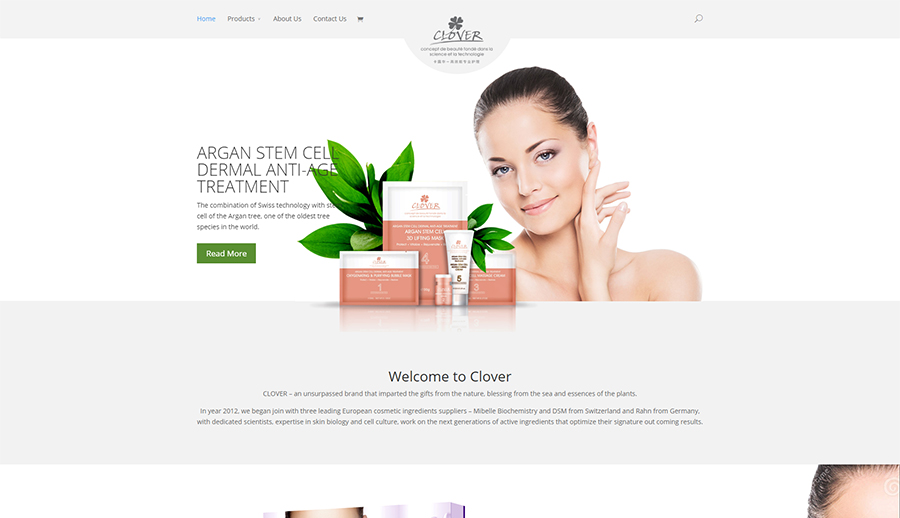 Home Products About Us Contact Us
CLOVER
concept de beauté fondé dans la
science et la technologie
ARGAN STEM CELL
DERMAL ANTI-AGE
TREATMENT
The combination of Swiss technology with stem
cell of the Argan tree, one of the oldest tree
species in the world.
Read More
CLOVER
ARGAN STEM CELL
3D LIFTING MASK
4
CLOVER
5
EXFOLIATING & PURIFYING BUBBLE MASK
1
3
Welcome to Clover
CLOVER – an unsurpassed brand that imparted the gifts from the nature, blessing from the sea and essences of the plants.
In year 2012, we began join with three leading European cosmetic ingredients suppliers – Mibelle Biochemistry and DSM from Switzerland and Rahn from Germany,
with dedicated scientists, expertise in skin biology and cell culture, work on the next generations of active ingredients that optimize their signature out coming results.